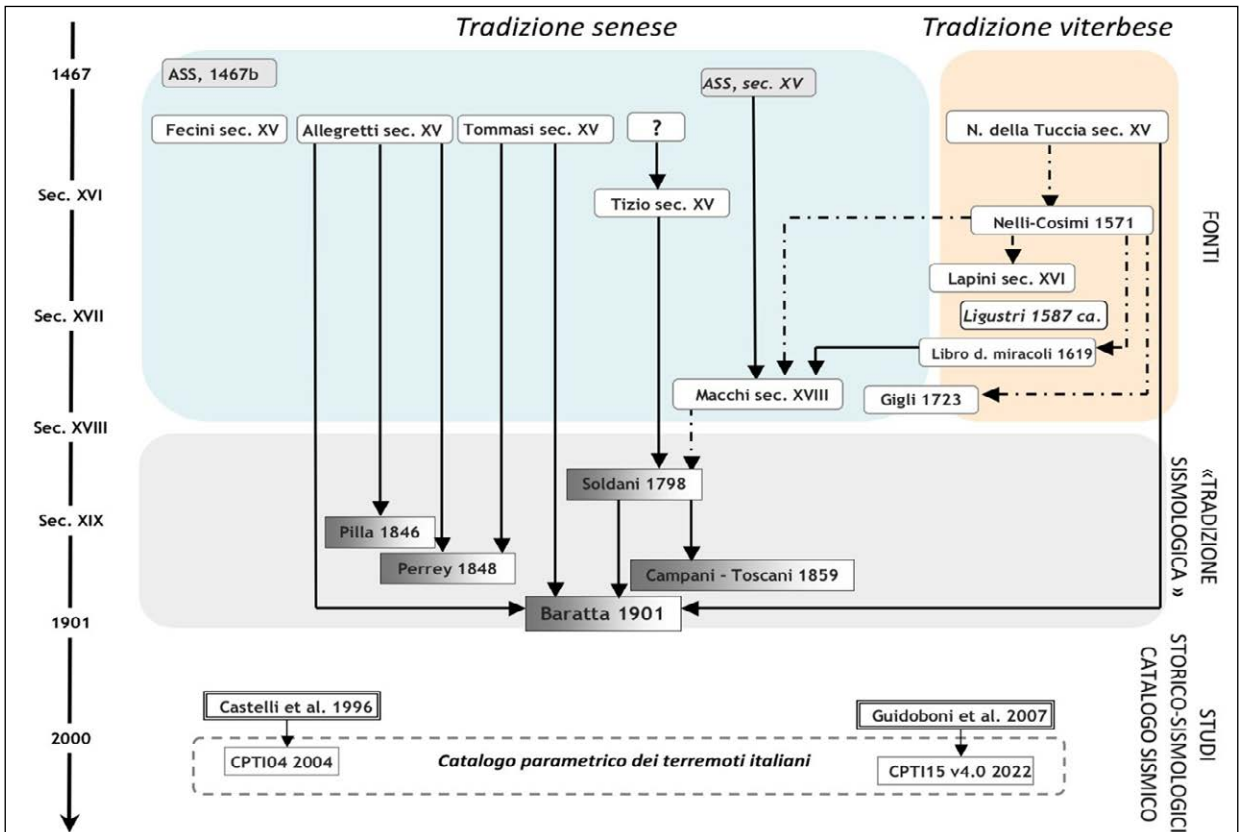 Tradizione senese
Tradizione viterbese
1467
ASS, 1467b
ASS, sec. XV
Fecini sec. XV
Allegretti sec. XV
Tommasi sec. XV
?
N. della Tuccia sec. XV
Sec. XVI
Tizio sec. XV
Nelli-Cosimi 1571
FONTI
Lapini sec. XVI
Sec. XVII
Ligustri 1587 ca.
Libro d. miracoli 1619
Macchi sec. XVIII
Gigli 1723
Sec. XVIII
Soldani 1798
«TRADIZIONE
SISMOLOGICA»
Sec. XIX
Pilla 1846
Perrey 1848
Campani - Toscani 1859
Baratta 1901
1901
STUDI
STORICO-SISMOLOGICI
CATALOGO SISMICO
Castelli et al. 1996
Guidoboni et al. 2007
2000
CPTI04 2004
Catalogo parametrico dei terremoti italiani
CPTI15 v4.0 2022